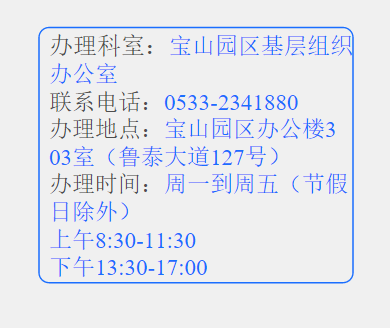 办理科室：宝山园区基层组织
办公室
联系电话：0533-2341880
办理地点：宝山园区办公楼3
03室（鲁泰大道127号）
办理时间：周一到周五（节假
日除外）
上午8:30-11:30
下午13:30-17:00